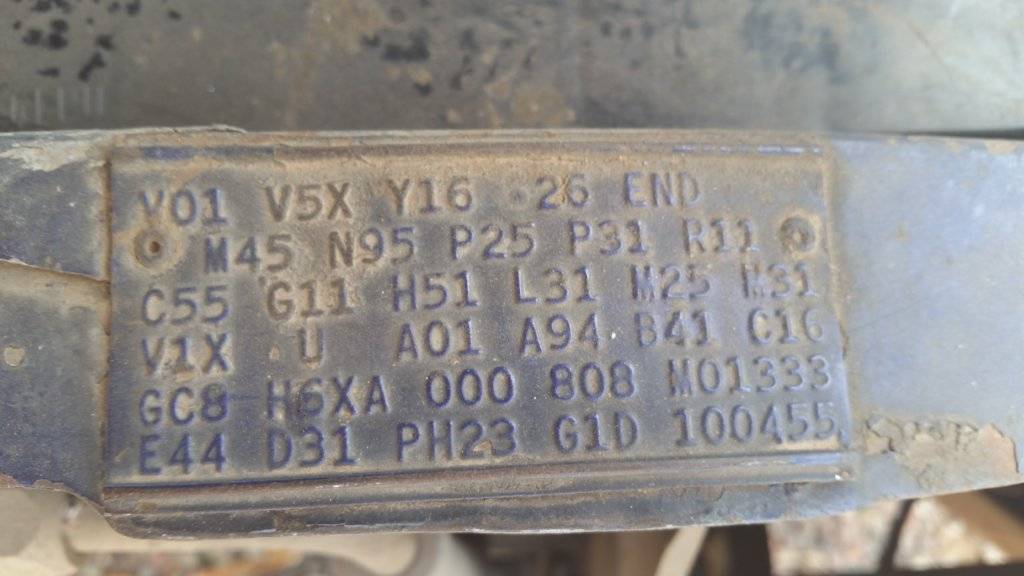 V01 V5X Y16 26 END
M45 N95 P25 P31 R11
C55 G11 H51 L31 M25 M31
V1X U A01 A94 B41 C16
GC8 H6XA 000 808 M01333
E44 D31 PH23 G1D 100455